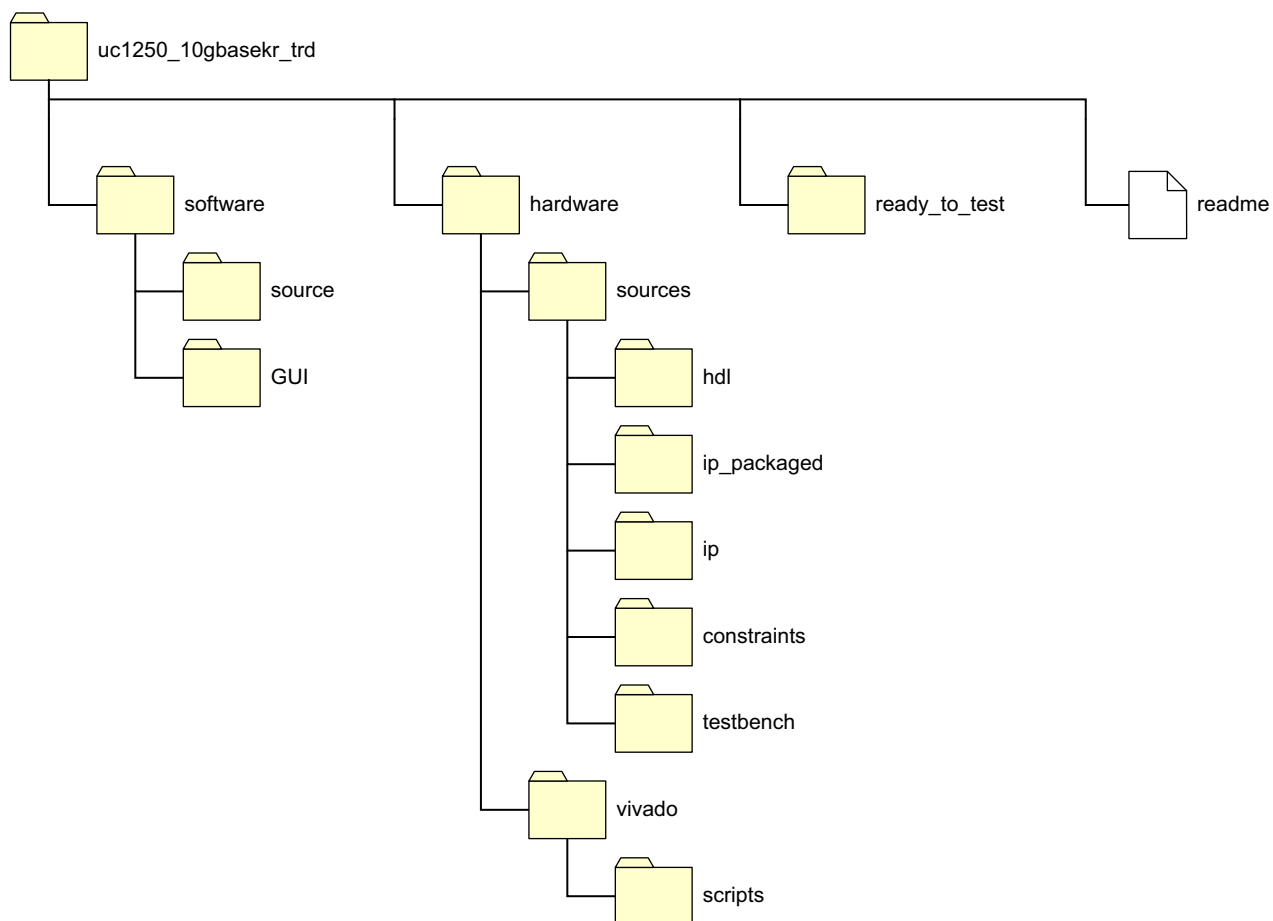 uc1250_10gbasekr_trd
software
hardware
ready_to_test
readme
source
sources
GUI
hdl
ip_packaged
ip
constraints
testbench
vivado
scripts